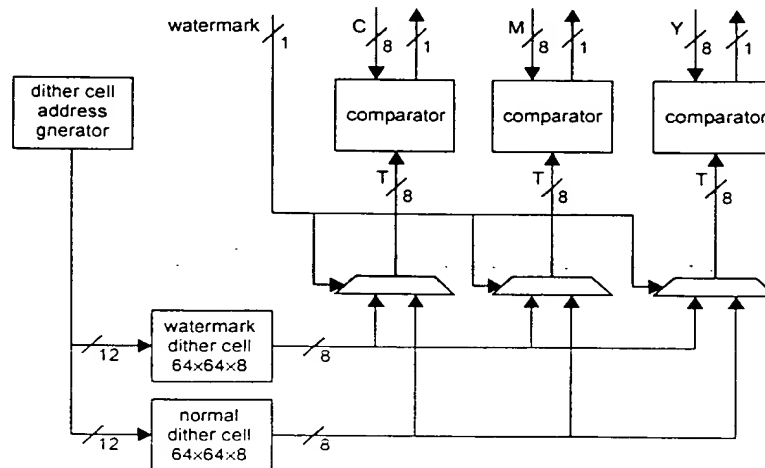 watermark 1 C 8 1 M 8 1 Y 8 1
dither cell
address
gnerator
comparator comparator comparator
T 8 T 8 T 8
watermark
dither cell
64×64×8
12 8
normal
dither cell
64×64×8
12 8